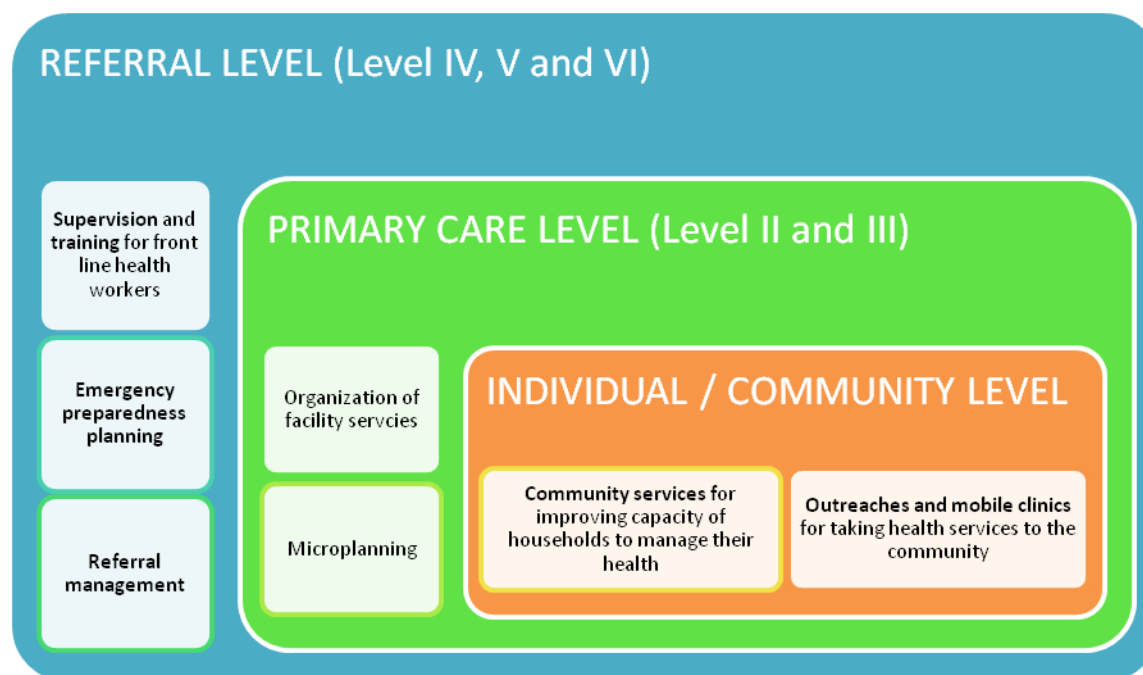 REFERRAL LEVEL (Level IV, V and VI)
Supervision and
training for front
line health
workers
Emergency
preparedness
planning
Referral
management
PRIMARY CARE LEVEL (Level II and III)
Organization of
facility servcies
Microplanning
INDIVIDUAL / COMMUNITY LEVEL
Community services for
improving capacity of
households to manage their
health
Outreaches and mobile clinics
for taking health services to the
community